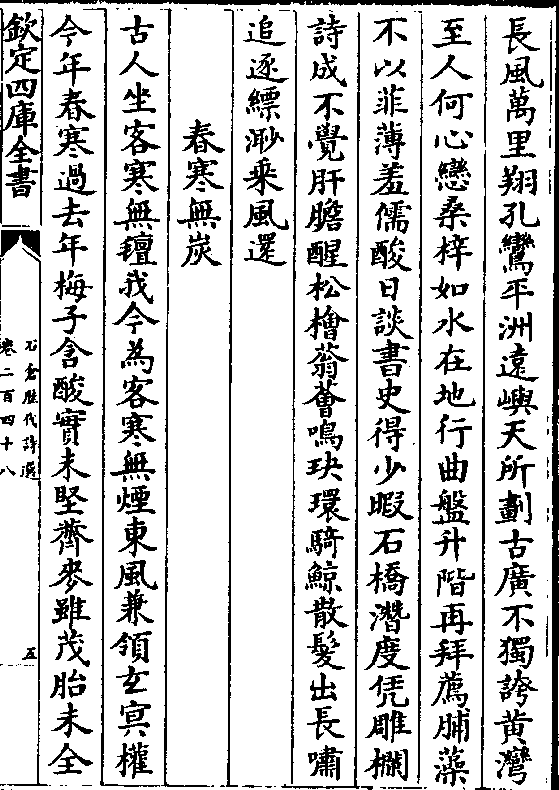 長風萬里翔孔鸞平洲遠嶼天所劃古廣不獨誇黃灣
至人何心戀桑梓如水在地行曲盤升階再拜薦脯藻
不以菲薄羞儒酸日談書史得少暇石橋潛度凭雕欄
詩成不覺肝膽醒松檜蓊薈鳴玦環騎鯨散髮出長嘯
追逐縹渺乗風還
春寒無炭
古人坐客寒無氊我今為客寒無煙東風兼領玄冥權
今年春寒過去年梅子含酸實未堅薺麥雖茂胎未全
欽定四庫全書
石倉歴代詩選
卷二百四十八
五